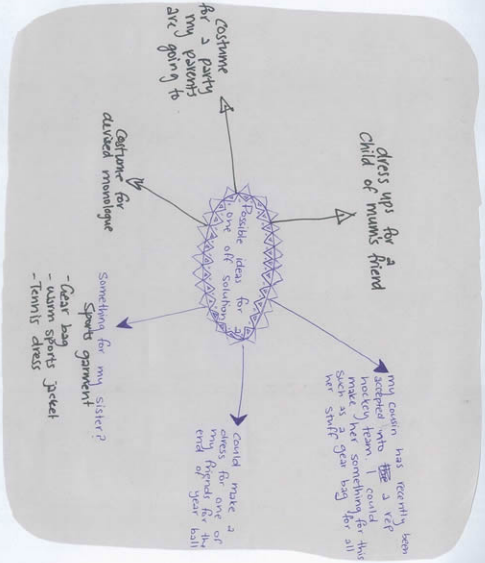 Possible ideas for a
one off solution
dress ups for a
child of mum's friend
my cousin has recently been
accepted into a rep
hockey team. I could
make her something for this
such as a gear bag for all
her stuff
could make a
dress for one of
my friends for the
end of year ball
Something for my sister?
Sports garment
- Gear bag
- warm sports jacket
- Tennis dress
Costume for
devised monologue
Costume
for a party
my parents
are going to